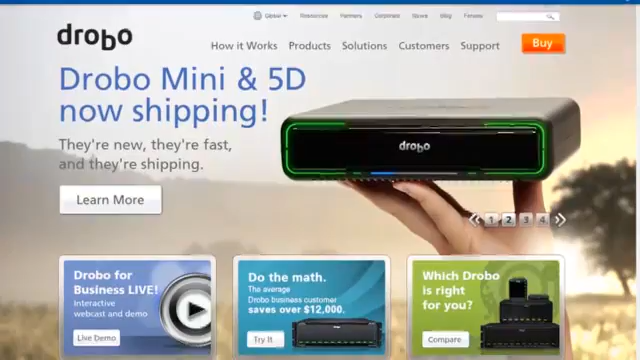 Global
Resources Partners Corporate Store Blog Forums
drobo
How it Works Products Solutions Customers Support Buy
Drobo Mini & 5D
now shipping!
They're new, they're fast,
and they're shipping.
Learn More
drobo
1 2 3 4
Drobo for
Business LIVE!
Interactive
webcast and demo
Live Demo
Do the math.
The average
Drobo business customer
saves over $12,000.
Try It
Which Drobo
is right
for you?
Compare